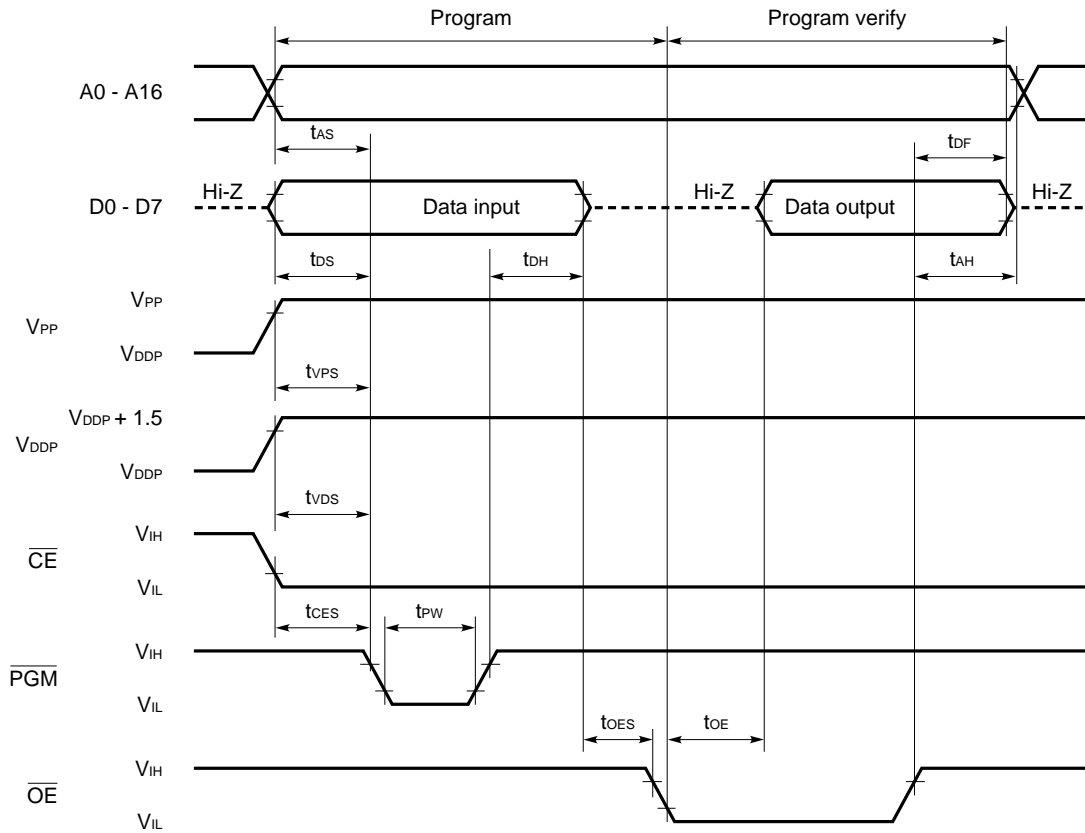 Program
Program verify
A0 - A16
tAS
tDF
D0 - D7
Hi-Z
Data input
Hi-Z
Data output
Hi-Z
tDS
tDH
tAH
VPP
VPP
VDDP
tVPS
VDDP + 1.5
VDDP
VDDP
tVDS
VIH
CE
VIL
tCES
tPW
VIH
PGM
VIL
tOES
tOE
VIH
OE
VIL